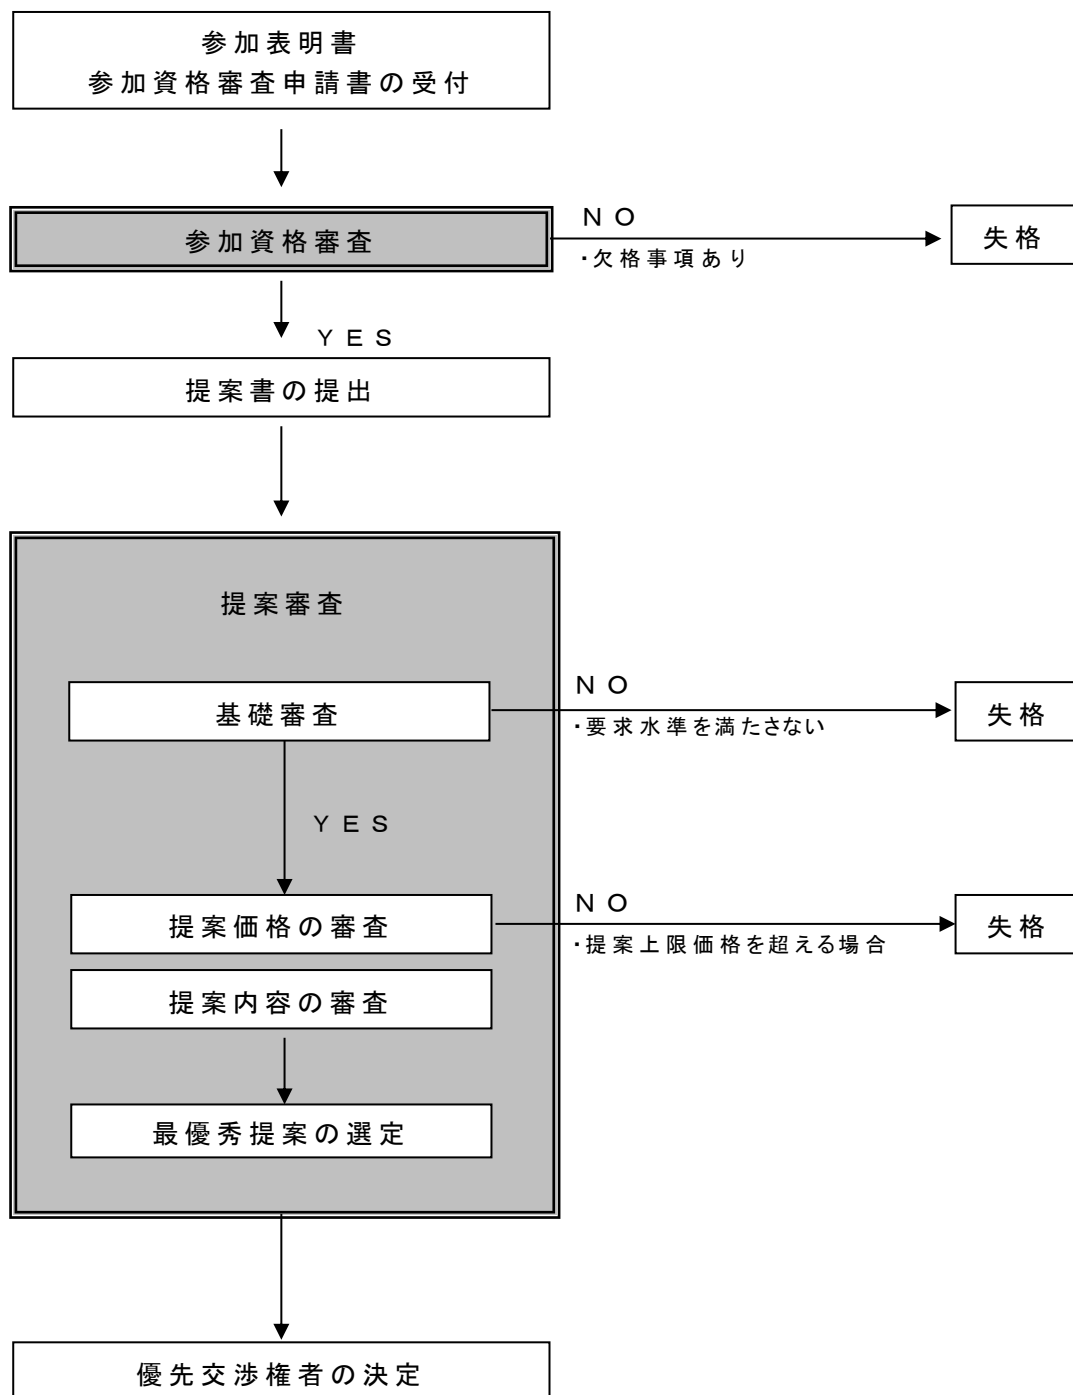 参加表明書
参加資格審査申請書の受付
参加資格審査
ＮＯ
・欠格事項あり
失格
ＹＥＳ
提案書の提出
提案審査
基礎審査
ＮＯ
・要求水準を満たさない
失格
ＹＥＳ
提案価格の審査
ＮＯ
・提案上限価格を超える場合
失格
提案内容の審査
最優秀提案の選定
優先交渉権者の決定